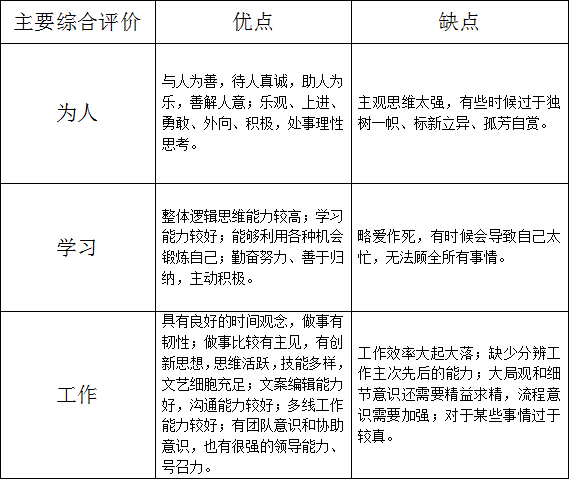 主要综合评价
优点
缺点
为人
与人为善，待人真诚，助人为
乐，善解人意；乐观、上进、
勇敢、外向、积极，处事理性
思考。
主观思维太强，有些时候过于独
树一帜、标新立异、孤芳自赏。
学习
整体逻辑思维能力较高；学习
能力较好；能够利用各种机会
锻炼自己；勤奋努力、善于归
纳，主动积极。
略爱作死，有时候会导致自己太
忙，无法顾全所有事情。
工作
具有良好的时间观念，做事有
韧性；做事比较有主见，有创
新思想，思维活跃，技能多样，
文艺细胞充足；文案编辑能力
好，沟通能力较好；多线工作
能力较好；有团队意识和协助
意识，也有很强的领导能力、
号召力。
工作效率大起大落；缺少分辨工
作主次先后的能力；大局观和细
节意识还需要精益求精，流程意
识需要加强；对于某些事情过于
较真。